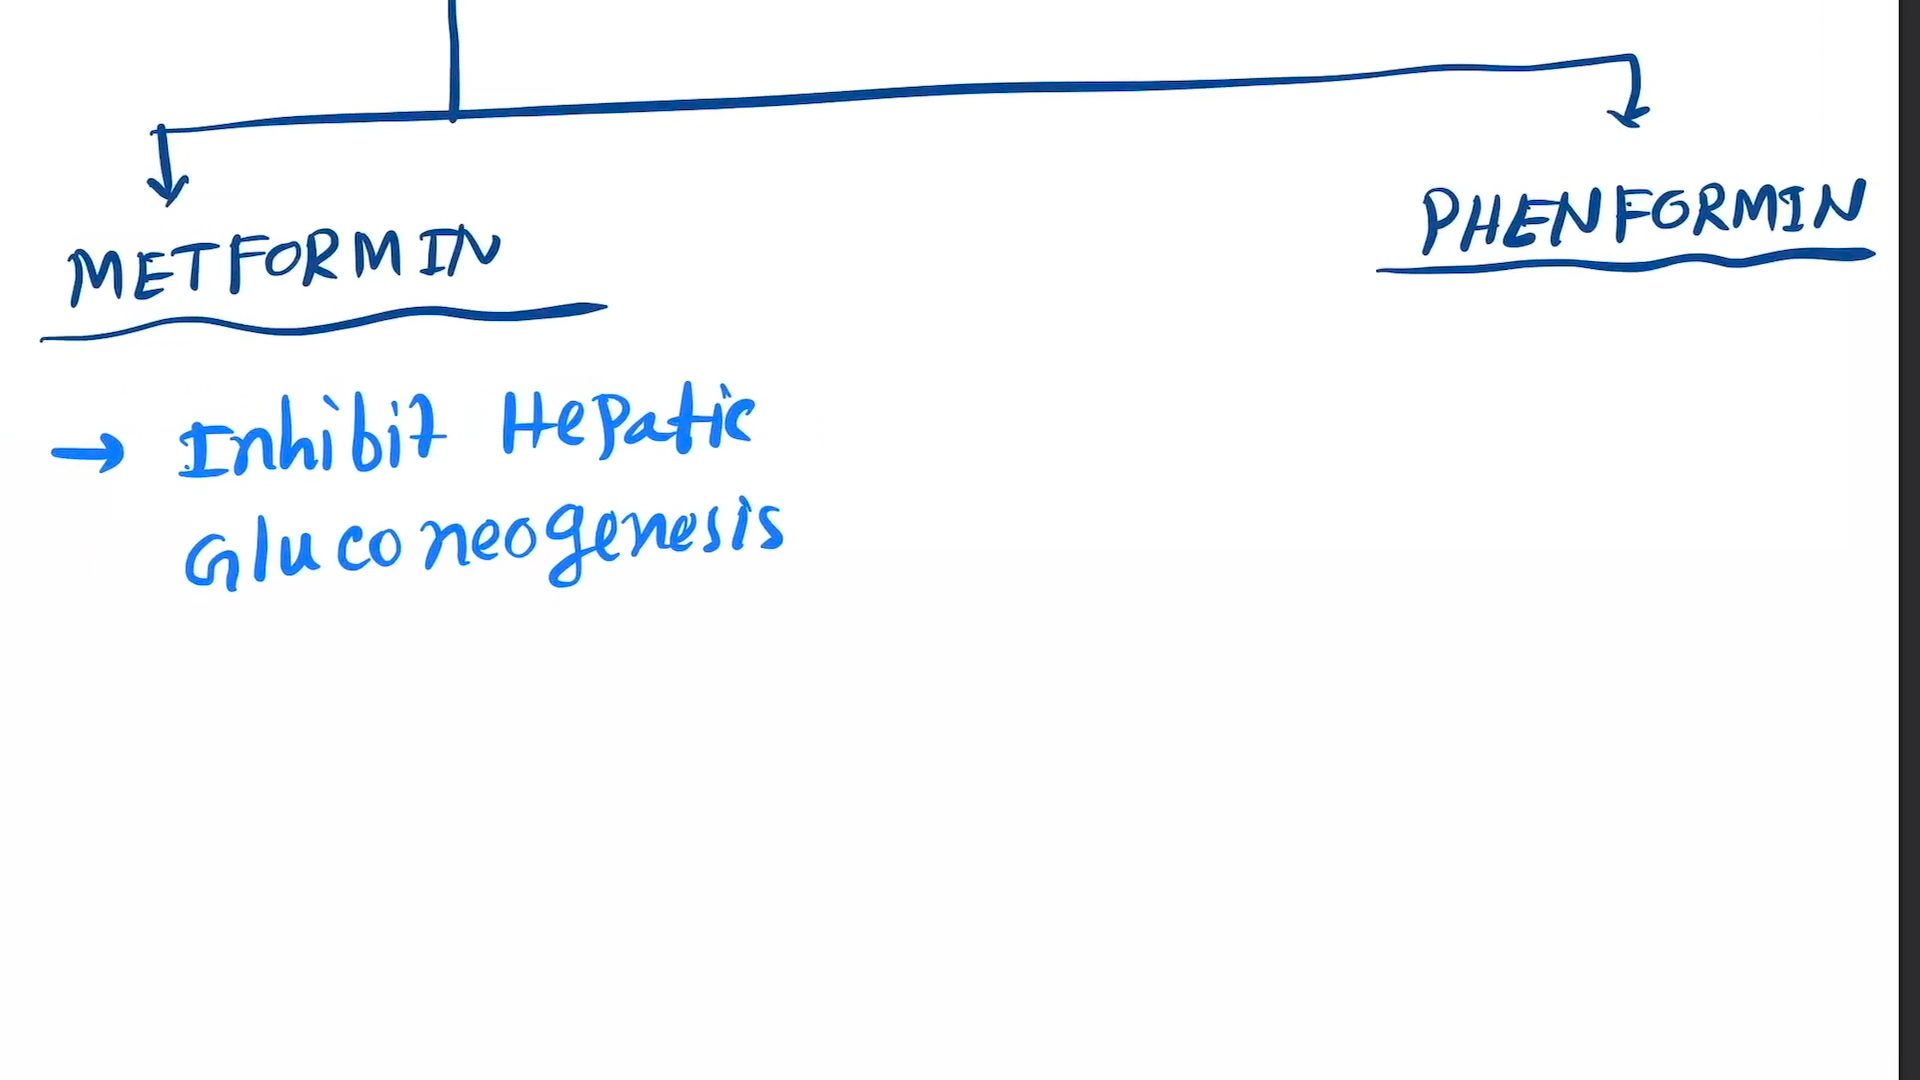 METFORMIN
PHENFORMIN
→ Inhibit Hepatic
Gluconeogenesis